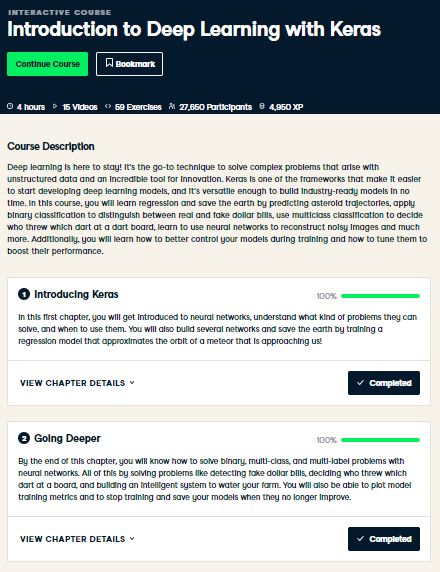 INTERACTIVE COURSE
Introduction to Deep Learning with Keras
Continue Course
Bookmark
4 hours 15 Videos 59 Exercises 27,650 Participants 4,950 XP
Course Description
Deep learning is here to stay! It's the go-to technique to solve complex problems that arise with
unstructured data and an incredible tool for innovation. Keras is one of the frameworks that make it easier
to start developing deep learning models, and it's versatile enough to build industry-ready models in no
time. In this course, you will learn regression and save the earth by predicting asteroid trajectories, apply
binary classification to distinguish between real and fake dollar bills, use multiclass classification to decide
who threw which dart at a dart board, learn to use neural networks to reconstruct noisy images and much
more. Additionally, you will learn how to better control your models during training and how to tune them to
boost their performance.
1 Introducing Keras 100%
In this first chapter, you will get introduced to neural networks, understand what kind of problems they can
solve, and when to use them. You will also build several networks and save the earth by training a
regression model that approximates the orbit of a meteor that is approaching us!
VIEW CHAPTER DETAILS
Completed
2 Going Deeper 100%
By the end of this chapter, you will know how to solve binary, multi-class, and multi-label problems with
neural networks. All of this by solving problems like detecting fake dollar bills, deciding who threw which
dart at a board, and building an intelligent system to water your farm. You will also be able to plot model
training metrics and to stop training and save your models when they no longer improve.
VIEW CHAPTER DETAILS
Completed